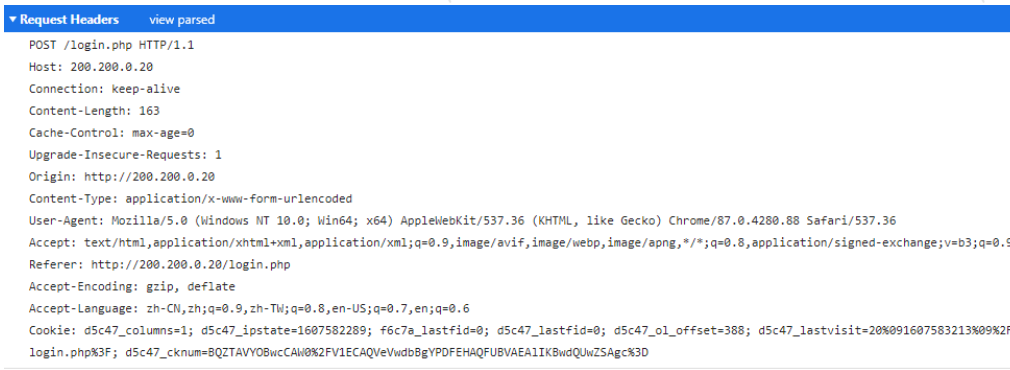 Request Headers view parsed
POST /login.php HTTP/1.1
Host: 200.200.0.20
Connection: keep-alive
Content-Length: 163
Cache-Control: max-age=0
Upgrade-Insecure-Requests: 1
Origin: http://200.200.0.20
Content-Type: application/x-www-form-urlencoded
User-Agent: Mozilla/5.0 (Windows NT 10.0; Win64; x64) AppleWebKit/537.36 (KHTML, like Gecko) Chrome/87.0.4280.88 Safari/537.36
Accept: text/html,application/xhtml+xml,application/xml;q=0.9,image/avif,image/webp,image/apng,*/*;q=0.8,application/signed-exchange;v=b3;q=0.9
Referer: http://200.200.0.20/login.php
Accept-Encoding: gzip, deflate
Accept-Language: zh-CN,zh;q=0.9,zh-TW;q=0.8,en-US;q=0.7,en;q=0.6
Cookie: d5c47_columns=1; d5c47_ipstate=1607582289; f6c7a_lastfid=0; d5c47_lastfid=0; d5c47_ol_offset=388; d5c47_lastvisit=20%091607583213%09%2F
login.php%3F; d5c47_cknum=BQZTAVYOBwcCAW0%2FV1ECAQVeVwdbBgYPDFEHAQFUBVAEAlIKBwdQUwZSAgc%3D